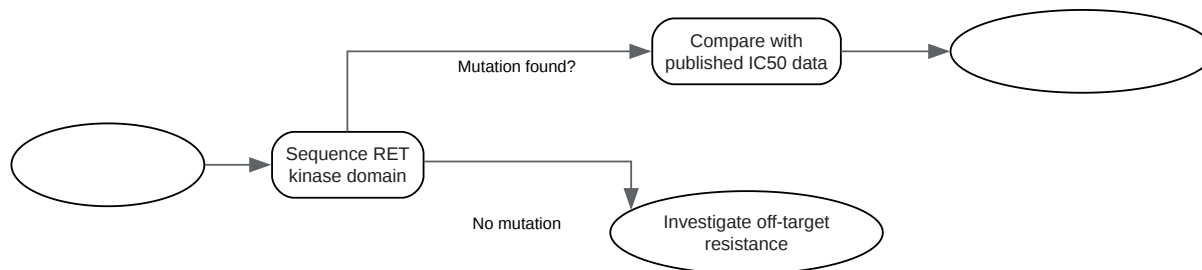 Compare with
published IC50 data
Mutation found?
Sequence RET
kinase domain
No mutation
Investigate off-target
resistance